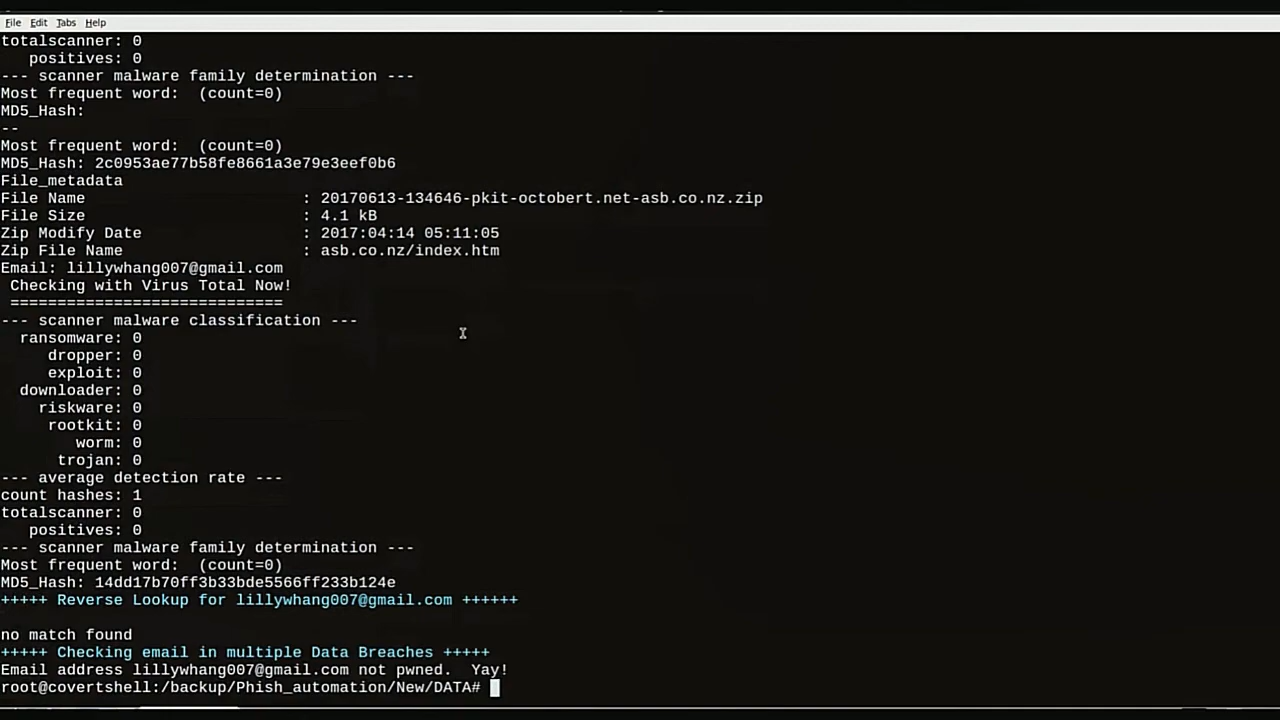 File Edit Tabs Help
totalscanner: 0
positives: 0
--- scanner malware family determination ---
Most frequent word:  (count=0)
MD5_Hash:
--
Most frequent word:  (count=0)
MD5_Hash: 2c0953ae77b58fe8661a3e79e3eef0b6
File_metadata
File Name : 20170613-134646-pkit-octobert.net-asb.co.nz.zip
File Size : 4.1 kB
Zip Modify Date : 2017:04:14 05:11:05
Zip File Name : asb.co.nz/index.htm
Email: lillywhang007@gmail.com
Checking with Virus Total Now!
=============================
--- scanner malware classification ---
ransomware: 0
dropper: 0
exploit: 0
downloader: 0
riskware: 0
rootkit: 0
worm: 0
trojan: 0
--- average detection rate ---
count hashes: 1
totalscanner: 0
positives: 0
--- scanner malware family determination ---
Most frequent word:  (count=0)
MD5_Hash: 14dd17b70ff3b33bde5566ff233b124e
+++++ Reverse Lookup for lillywhang007@gmail.com ++++++
no match found
+++++ Checking email in multiple Data Breaches +++++
Email address lillywhang007@gmail.com not pwned.  Yay!
root@covertshell:/backup/Phish_automation/New/DATA#